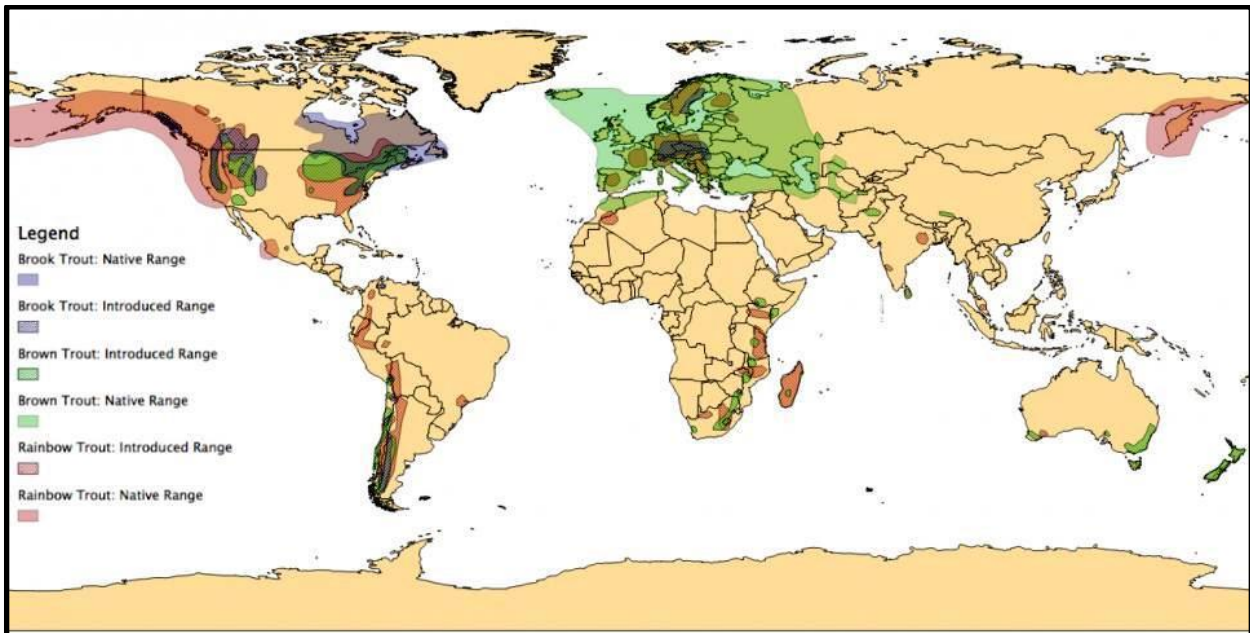 Legend
Brook Trout: Native Range
Brook Trout: Introduced Range
Brown Trout: Introduced Range
Brown Trout: Native Range
Rainbow Trout: Introduced Range
Rainbow Trout: Native Range